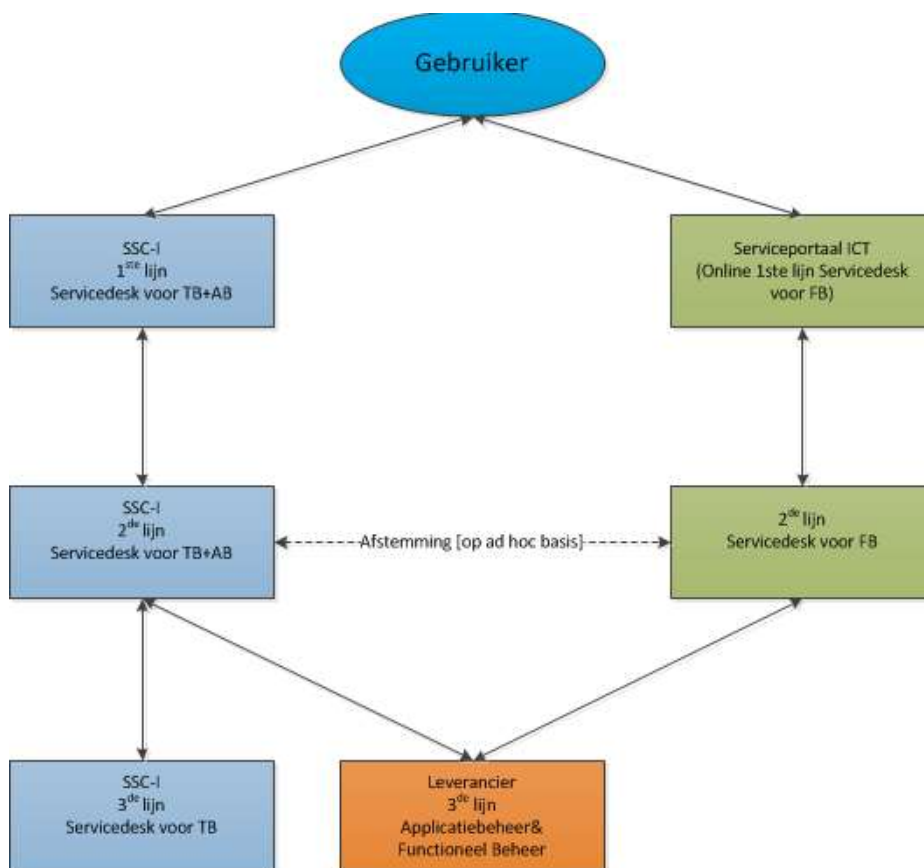 Gebruiker
SSC-I
1ste lijn
Servicedesk voor TB+AB
Serviceportaal ICT
(Online 1ste lijn Servicedesk
voor FB)
SSC-I
2de lijn
Servicedesk voor TB+AB
Afstemming [op ad hoc basis]
2de lijn
Servicedesk voor FB
SSC-I
3de lijn
Servicedesk voor TB
Leverancier
3de lijn
Applicatiebeheer&
Functioneel Beheer